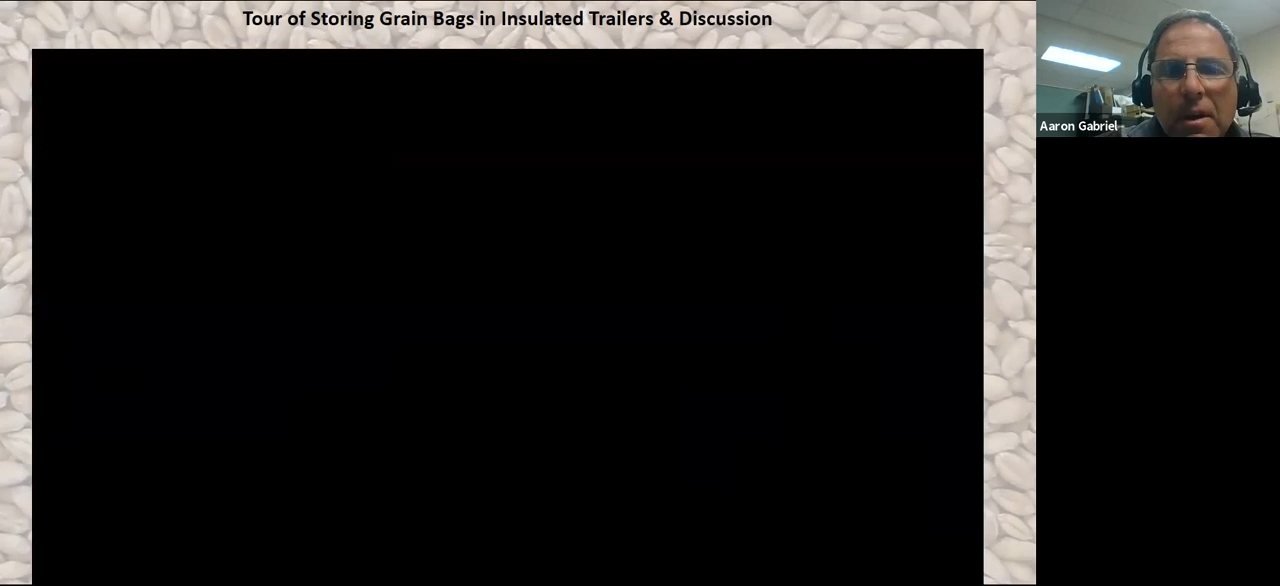 Tour of Storing Grain Bags in Insulated Trailers & Discussion
Aaron Gabriel